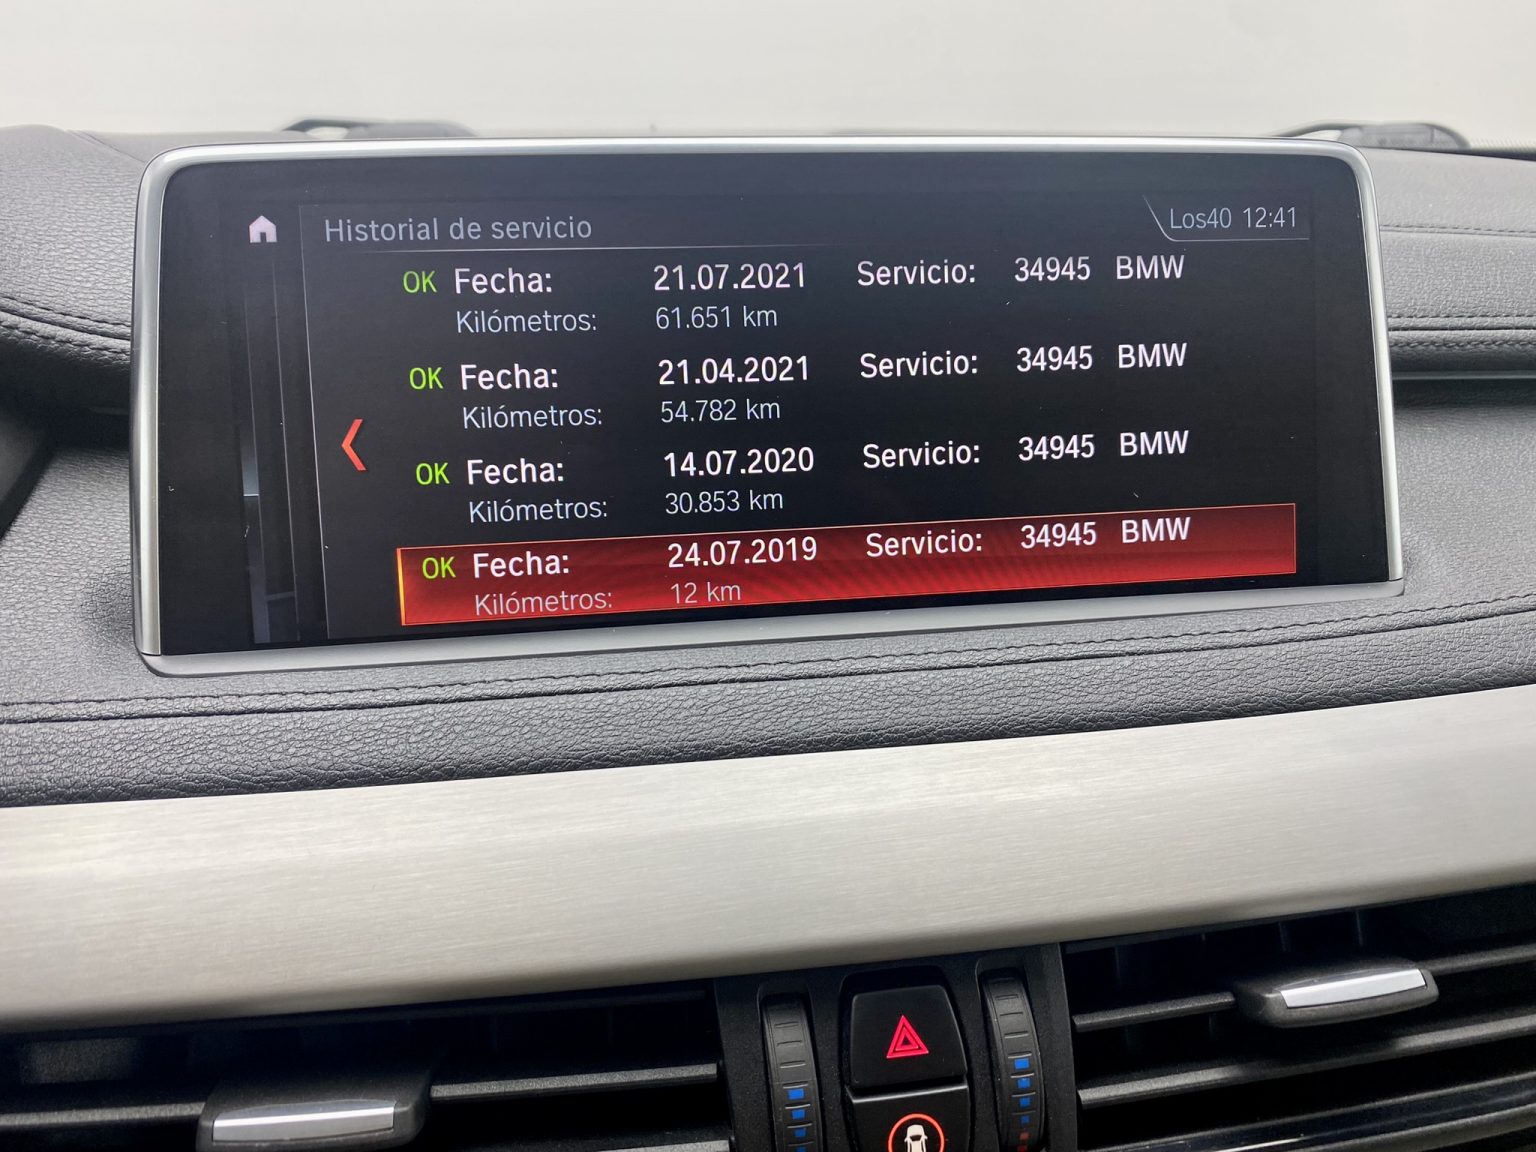 Historial de servicio Los40 12:41
OK Fecha: 21.07.2021 Servicio: 34945 BMW
Kilómetros: 61.651 km
OK Fecha: 21.04.2021 Servicio: 34945 BMW
Kilómetros: 54.782 km
OK Fecha: 14.07.2020 Servicio: 34945 BMW
Kilómetros: 30.853 km
OK Fecha: 24.07.2019 Servicio: 34945 BMW
Kilómetros: 12 km